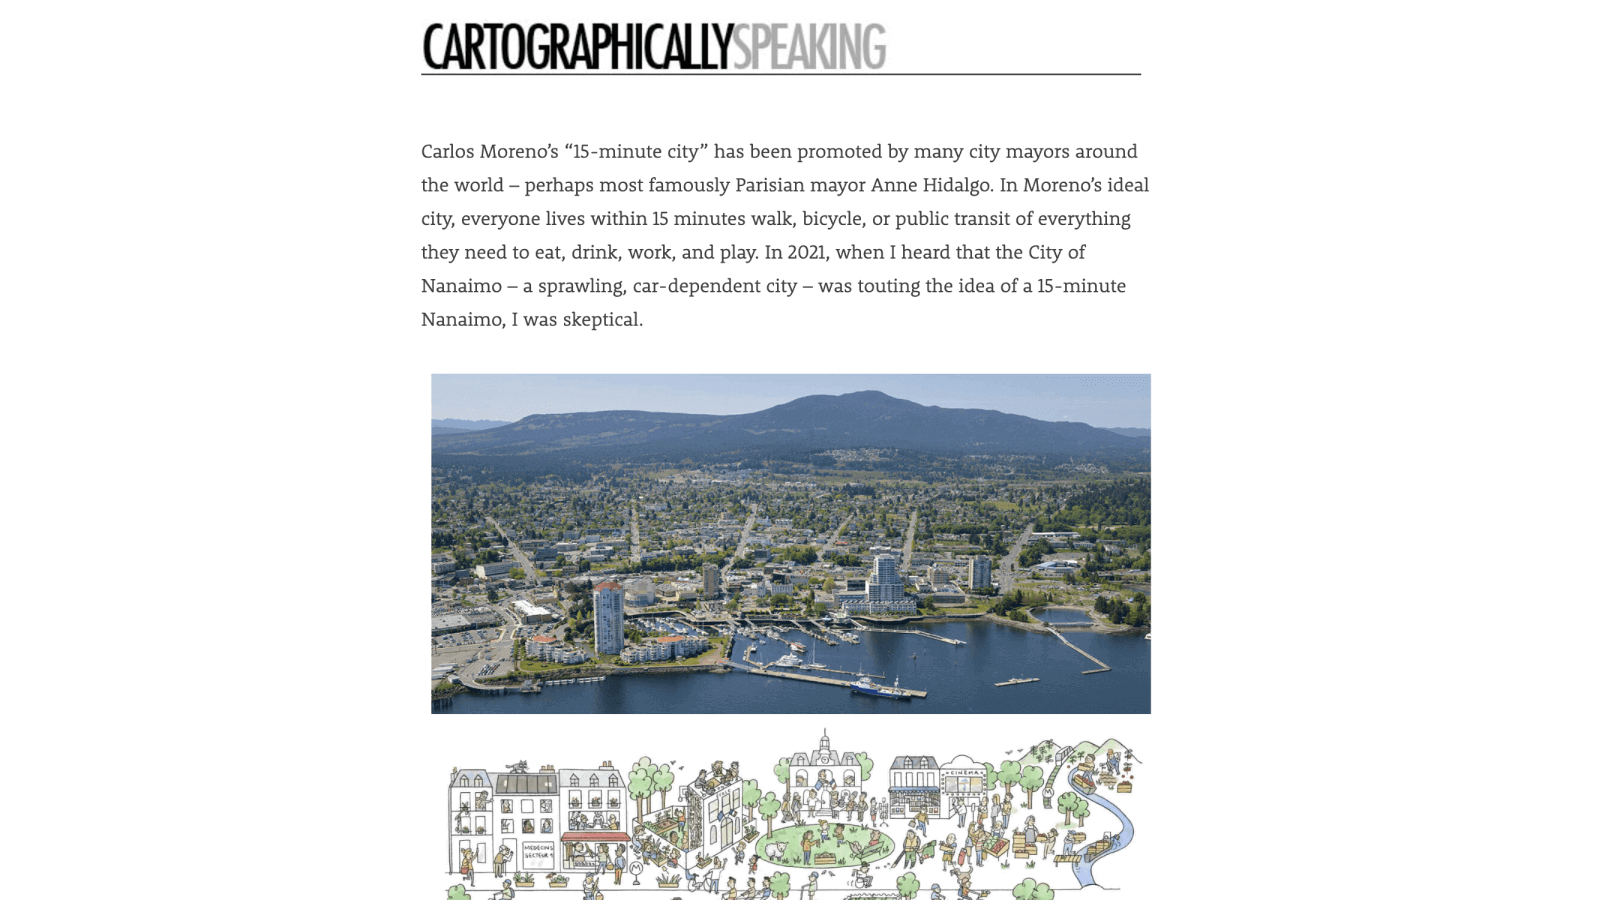 CARTOGRAPHICALLYSPEAKING
Carlos Moreno’s “15-minute city” has been promoted by many city mayors around
the world – perhaps most famously Parisian mayor Anne Hidalgo. In Moreno’s ideal
city, everyone lives within 15 minutes walk, bicycle, or public transit of everything
they need to eat, drink, work, and play. In 2021, when I heard that the City of
Nanaimo – a sprawling, car-dependent city – was touting the idea of a 15-minute
Nanaimo, I was skeptical.
CINEMA
MEDECINS
SECTEUR 1